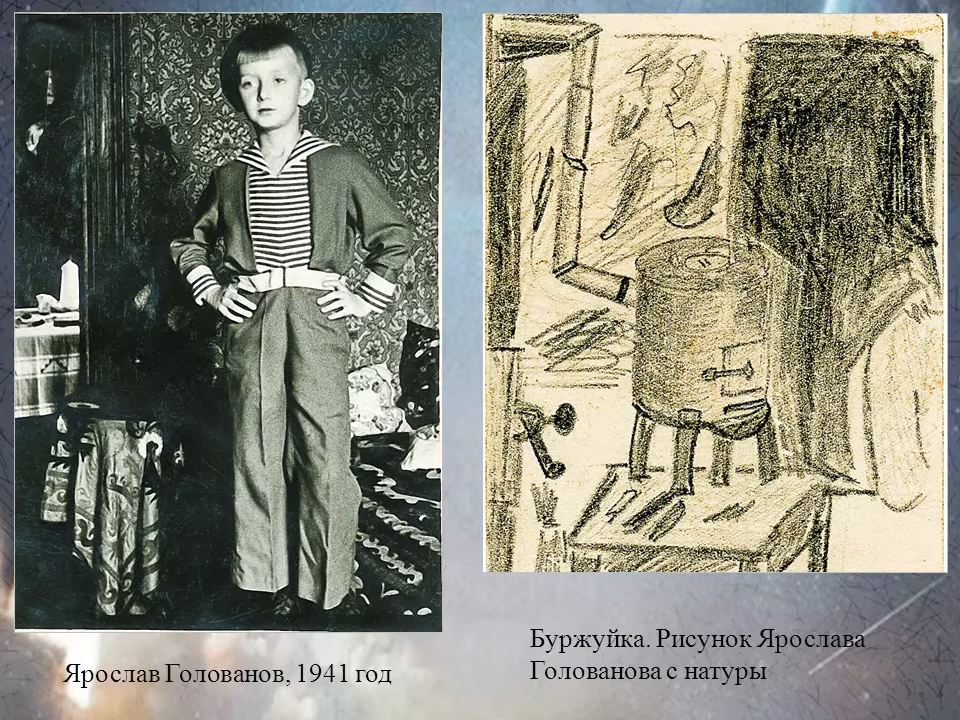 Ярослав Голованов, 1941 год
Буржуйка. Рисунок Ярослава
Голованова с натуры